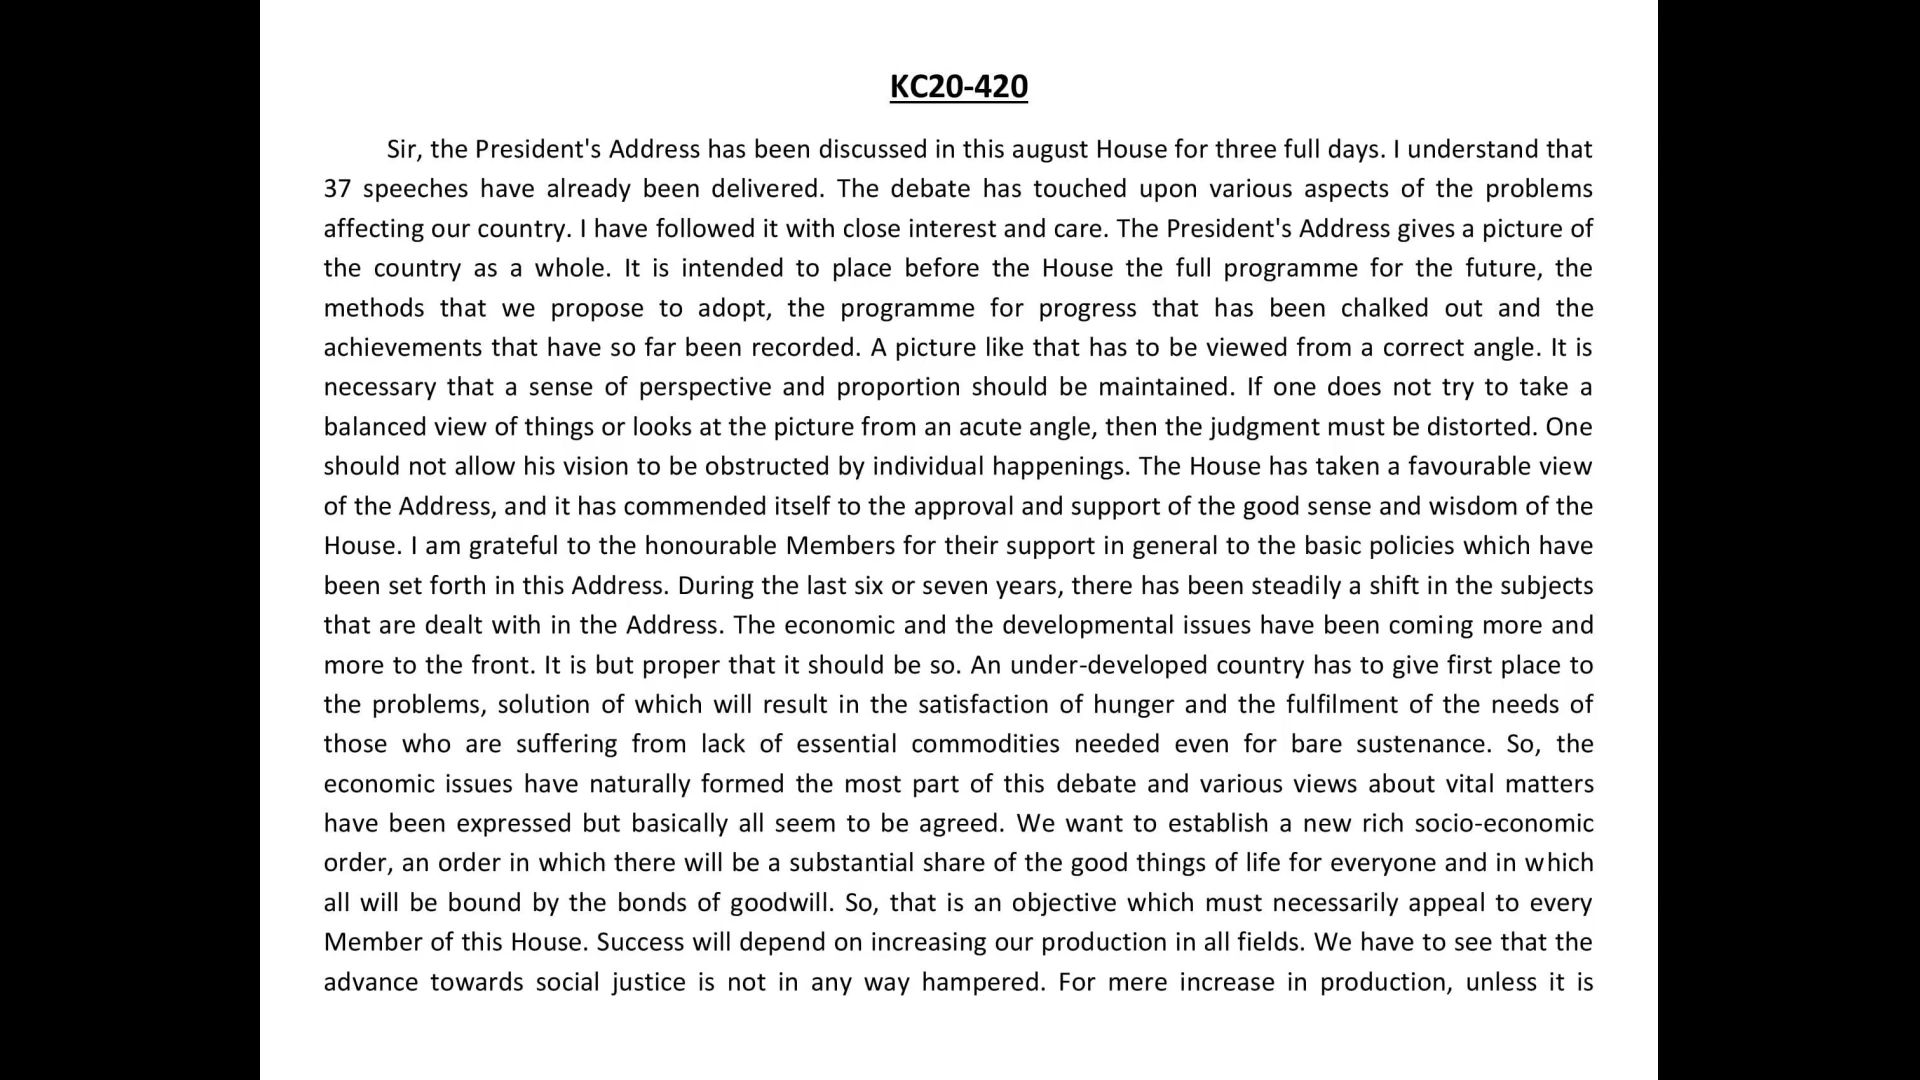 KC20-420
Sir, the President's Address has been discussed in this august House for three full days. I understand that
37 speeches have already been delivered. The debate has touched upon various aspects of the problems
affecting our country. I have followed it with close interest and care. The President's Address gives a picture of
the country as a whole. It is intended to place before the House the full programme for the future, the
methods that we propose to adopt, the programme for progress that has been chalked out and the
achievements that have so far been recorded. A picture like that has to be viewed from a correct angle. It is
necessary that a sense of perspective and proportion should be maintained. If one does not try to take a
balanced view of things or looks at the picture from an acute angle, then the judgment must be distorted. One
should not allow his vision to be obstructed by individual happenings. The House has taken a favourable view
of the Address, and it has commended itself to the approval and support of the good sense and wisdom of the
House. I am grateful to the honourable Members for their support in general to the basic policies which have
been set forth in this Address. During the last six or seven years, there has been steadily a shift in the subjects
that are dealt with in the Address. The economic and the developmental issues have been coming more and
more to the front. It is but proper that it should be so. An under-developed country has to give first place to
the problems, solution of which will result in the satisfaction of hunger and the fulfilment of the needs of
those who are suffering from lack of essential commodities needed even for bare sustenance. So, the
economic issues have naturally formed the most part of this debate and various views about vital matters
have been expressed but basically all seem to be agreed. We want to establish a new rich socio-economic
order, an order in which there will be a substantial share of the good things of life for everyone and in which
all will be bound by the bonds of goodwill. So, that is an objective which must necessarily appeal to every
Member of this House. Success will depend on increasing our production in all fields. We have to see that the
advance towards social justice is not in any way hampered. For mere increase in production, unless it is